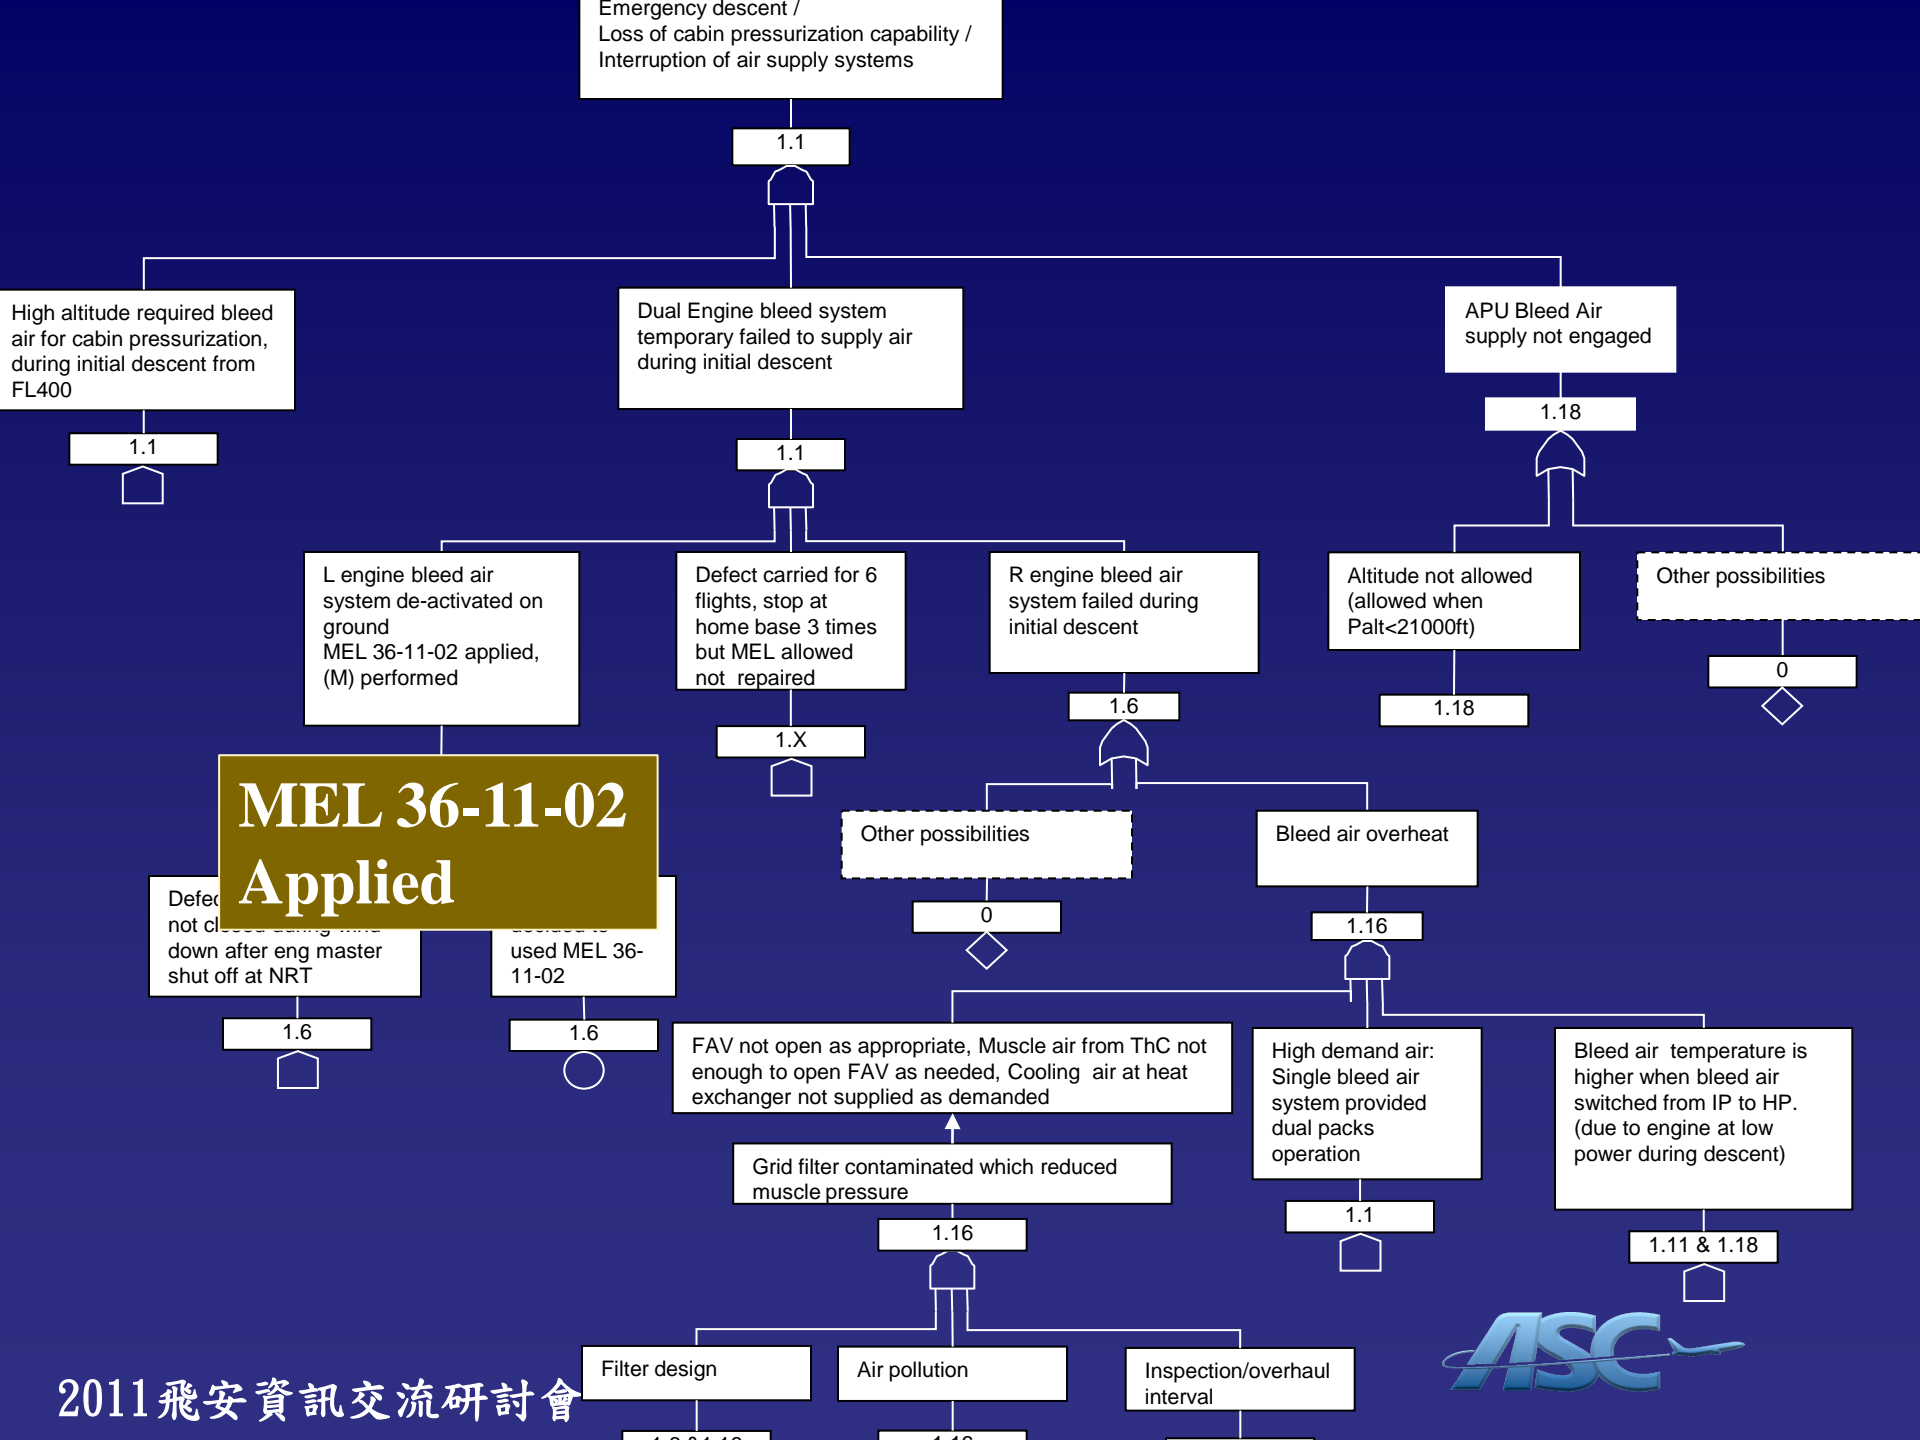 Emergency descent /
Loss of cabin pressurization capability /
Interruption of air supply systems
1.1
High altitude required bleed
air for cabin pressurization,
during initial descent from
FL400
1.1
Dual Engine bleed system
temporary failed to supply air
during initial descent
1.1
APU Bleed Air
supply not engaged
1.18
L engine bleed air
system de-activated on
ground
MEL 36-11-02 applied,
(M) performed
Defect carried for 6
flights, stop at
home base 3 times
but MEL allowed
not repaired
1.X
R engine bleed air
system failed during
initial descent
1.6
Altitude not allowed
(allowed when
Palt<21000ft)
1.18
Other possibilities
0
MEL 36-11-02
Applied
not
down after eng master
shut off at NRT
1.6
used MEL 36-
11-02
1.6
Other possibilities
0
Bleed air overheat
1.16
FAV not open as appropriate, Muscle air from ThC not
enough to open FAV as needed, Cooling air at heat
exchanger not supplied as demanded
Grid filter contaminated which reduced
muscle pressure
1.16
High demand air:
Single bleed air
system provided
dual packs
operation
1.1
Bleed air temperature is
higher when bleed air
switched from IP to HP.
(due to engine at low
power during descent)
1.11 & 1.18
Filter design
Air pollution
Inspection/overhaul
interval
ASC
2011飛安資訊交流研討會